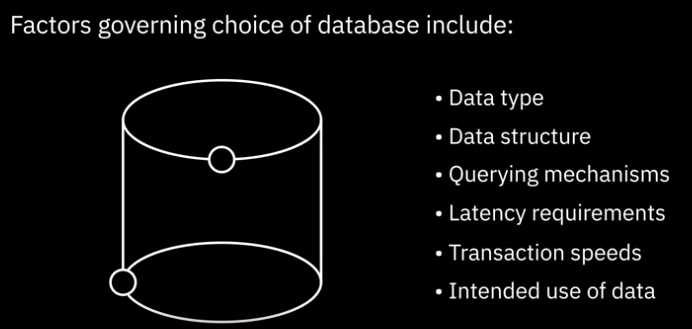 Factors governing choice of database include:
• Data type
• Data structure
• Querying mechanisms
• Latency requirements
• Transaction speeds
• Intended use of data